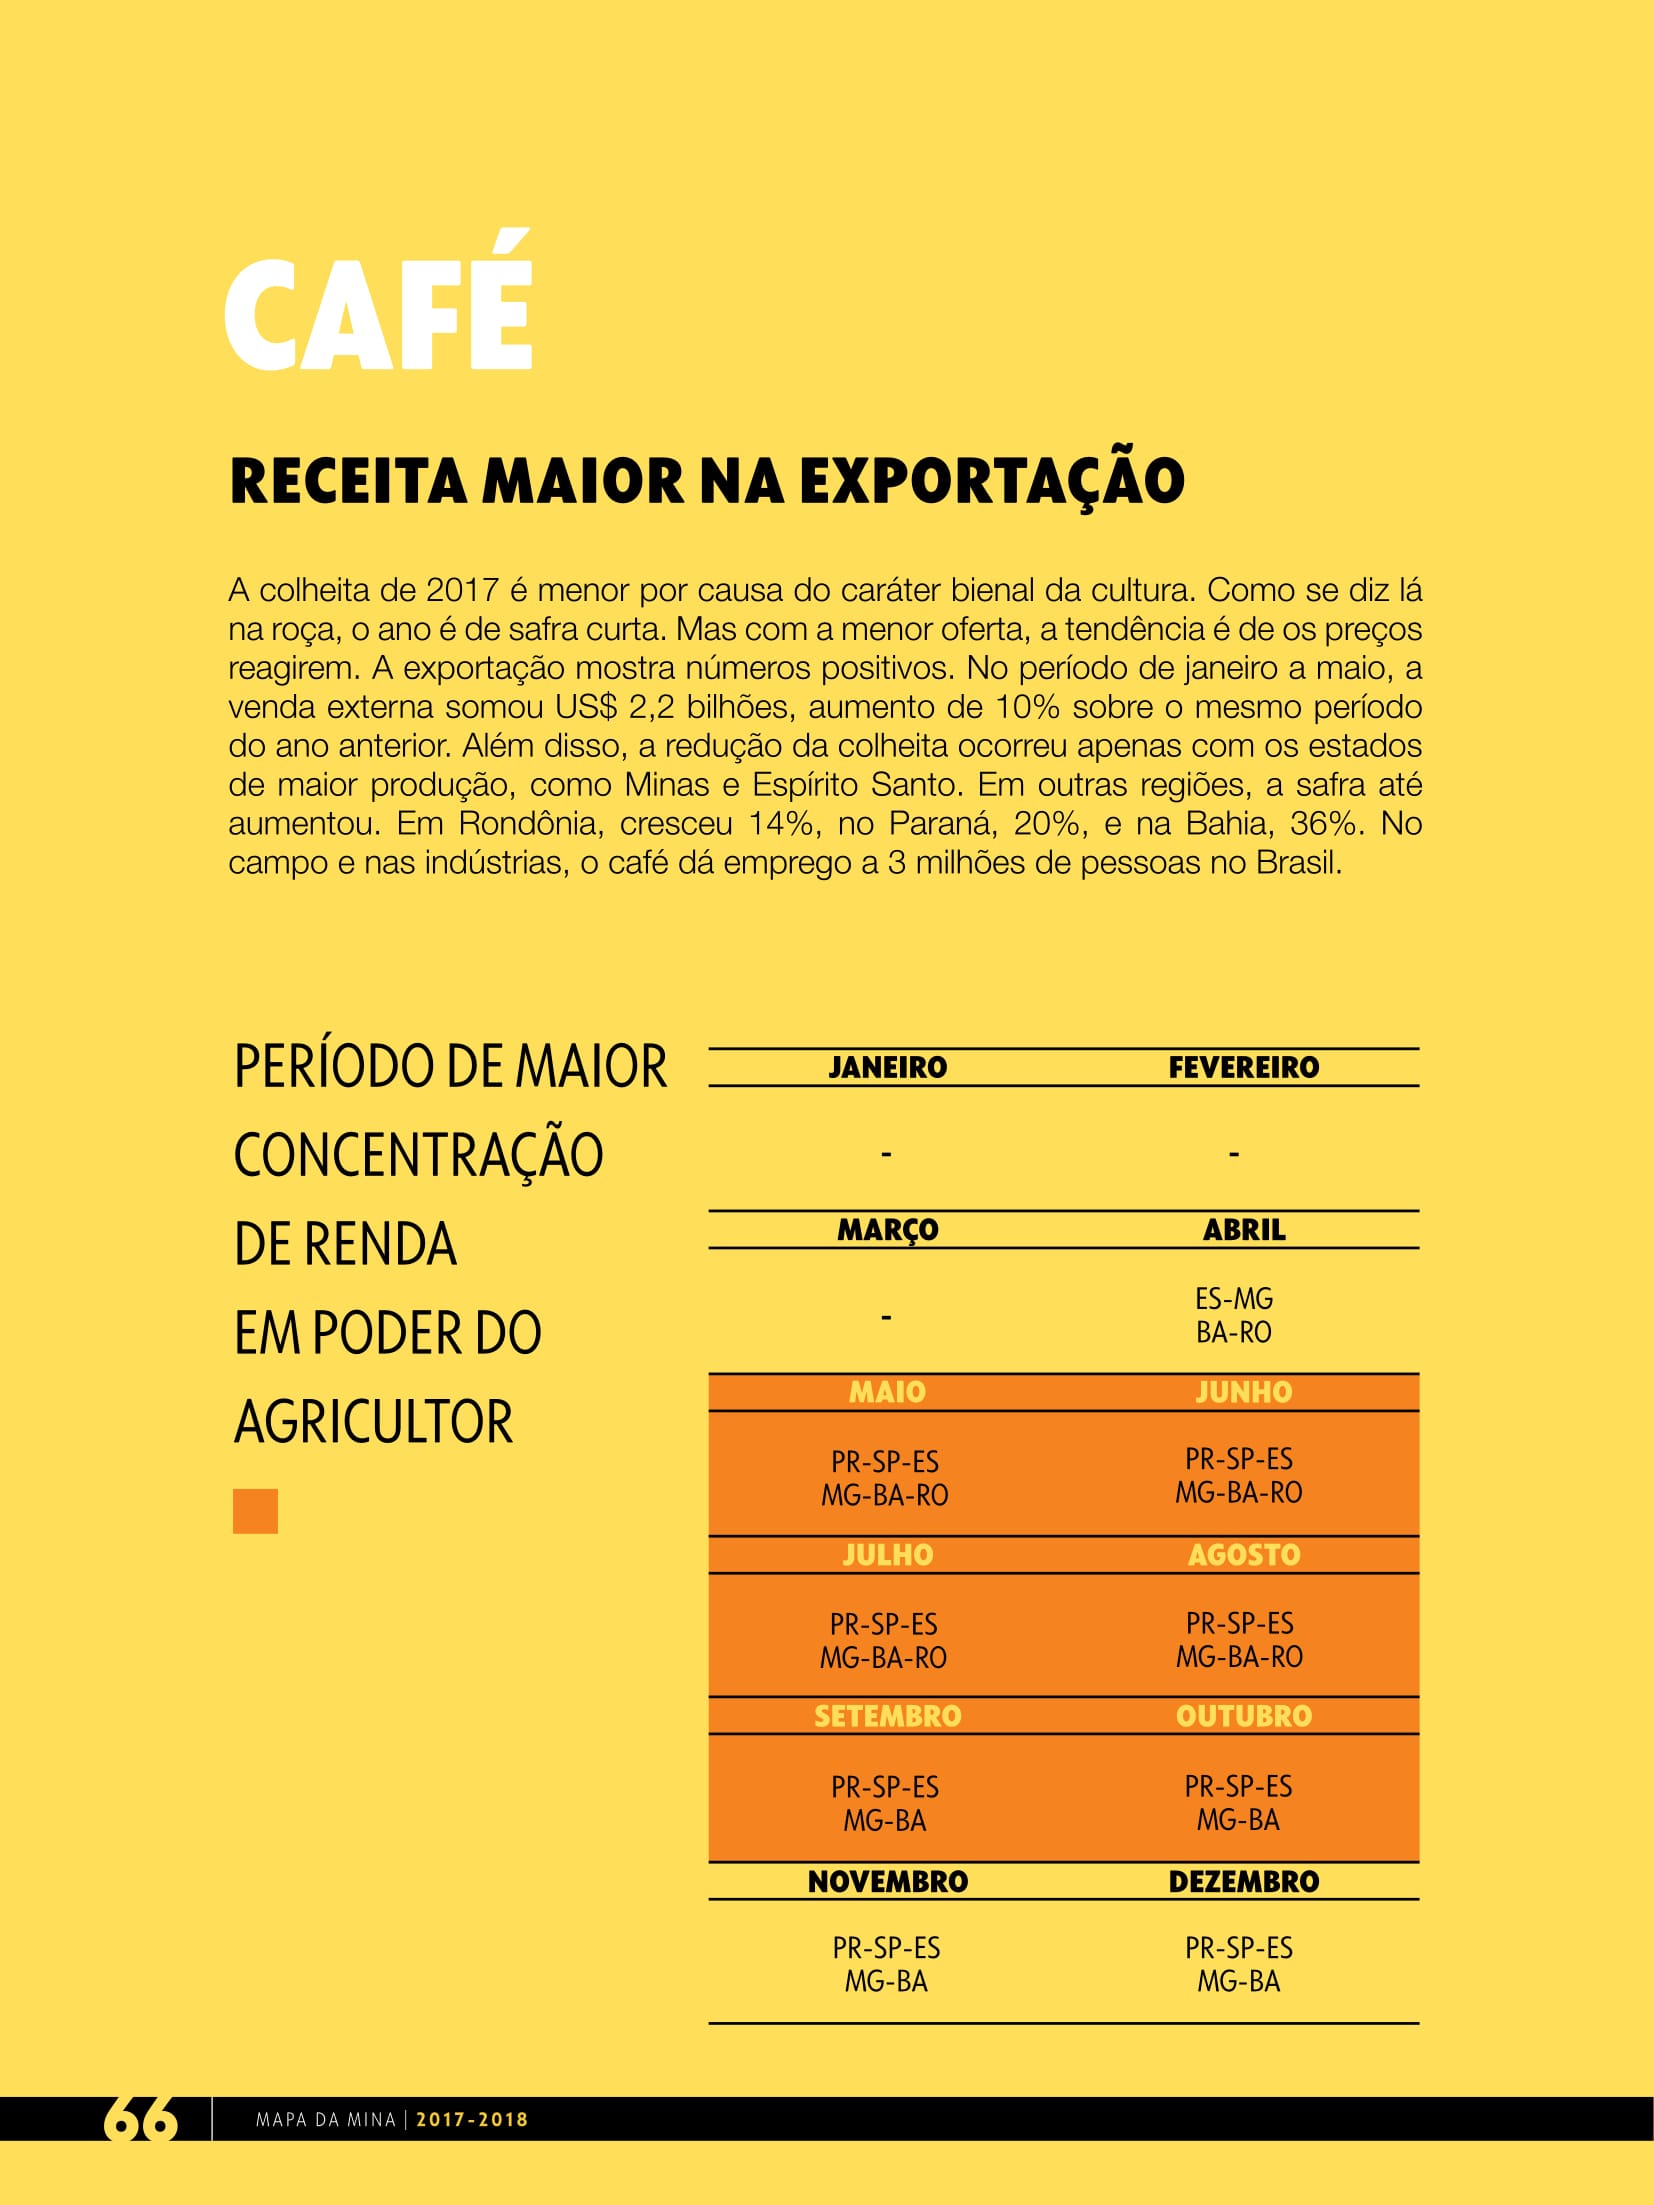 CAFÉ
RECEITA MAIOR NA EXPORTAÇÃO
A colheita de 2017 é menor por causa do caráter bienal da cultura. Como se diz lá
na roça, o ano é de safra curta. Mas com a menor oferta, a tendência é de os preços
reagirem. A exportação mostra números positivos. No período de janeiro a maio, a
venda externa somou US$ 2,2 bilhões, aumento de 10% sobre o mesmo período
do ano anterior. Além disso, a redução da colheita ocorreu apenas com os estados
de maior produção, como Minas e Espírito Santo. Em outras regiões, a safra até
aumentou. Em Rondônia, cresceu 14%, no Paraná, 20%, e na Bahia, 36%. No
campo e nas indústrias, o café dá emprego a 3 milhões de pessoas no Brasil.
PERÍODO DE MAIOR
CONCENTRAÇÃO
DE RENDA
EM PODER DO
AGRICULTOR
JANEIRO FEVEREIRO
- -
MARÇO ABRIL
- ES-MG
BA-RO
MAIO JUNHO
PR-SP-ES PR-SP-ES
MG-BA-RO MG-BA-RO
JULHO AGOSTO
PR-SP-ES PR-SP-ES
MG-BA-RO MG-BA-RO
SETEMBRO OUTUBRO
PR-SP-ES PR-SP-ES
MG-BA MG-BA
NOVEMBRO DEZEMBRO
PR-SP-ES PR-SP-ES
MG-BA MG-BA
66 MAPA DA MINA | 2017-2018